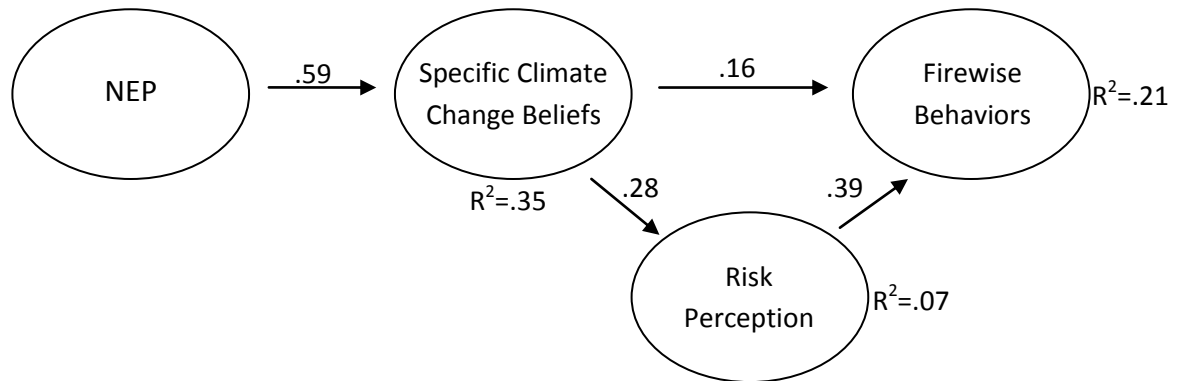 NEP
.59
Specific Climate
Change Beliefs
R²=.35
.16
Firewise
Behaviors
R²=.21
.28
.39
Risk
Perception
R²=.07